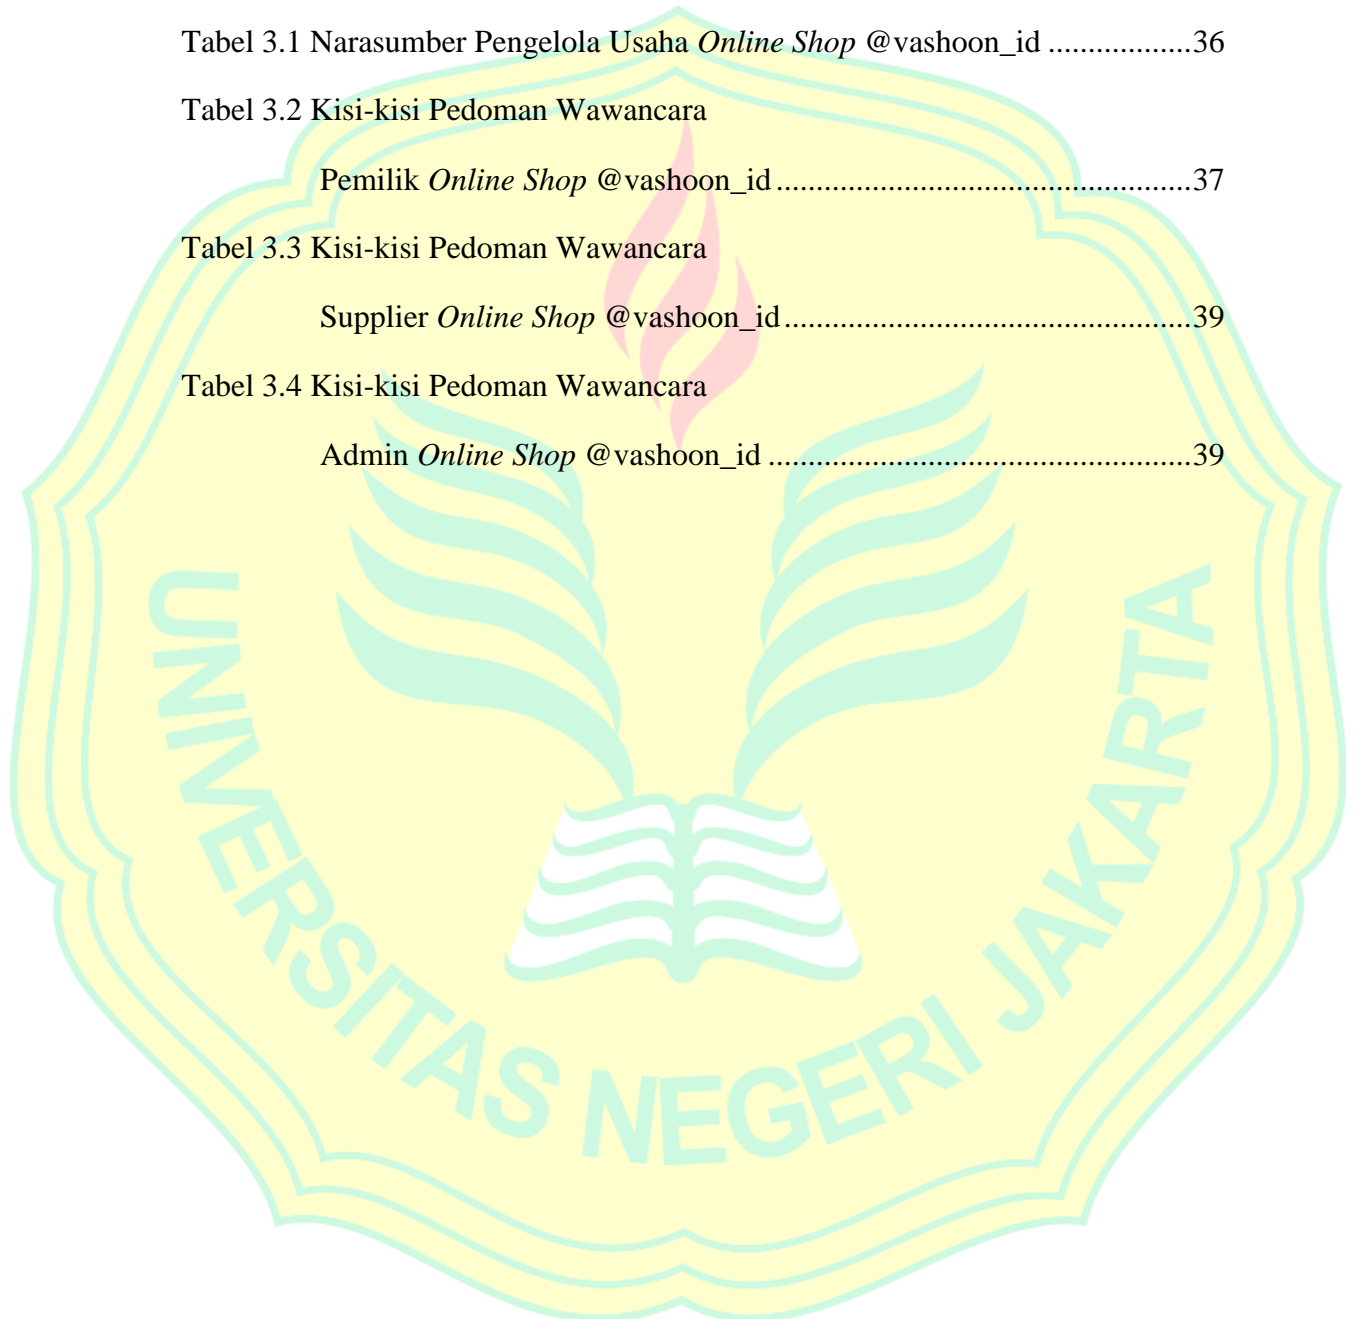 Tabel 3.1 Narasumber Pengelola Usaha Online Shop @vashoon_id ..................36
Tabel 3.2 Kisi-kisi Pedoman Wawancara
Pemilik Online Shop @vashoon_id ....................................................37
Tabel 3.3 Kisi-kisi Pedoman Wawancara
Supplier Online Shop @vashoon_id ...................................................39
Tabel 3.4 Kisi-kisi Pedoman Wawancara
Admin Online Shop @vashoon_id .....................................................39
UNIVERSITAS NEGERI JAKARTA